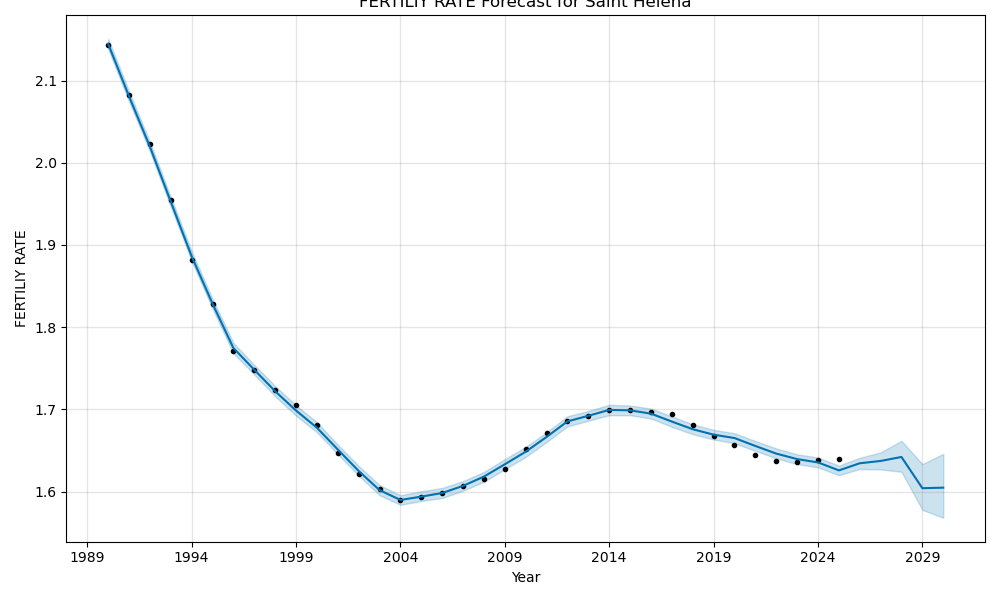 FERTILIY RATE Forecast for Saint Helena
2.1
2.0
1.9
1.8
1.7
1.6
FERTILIY RATE
1989 1994 1999 2004 2009 2014 2019 2024 2029
Year